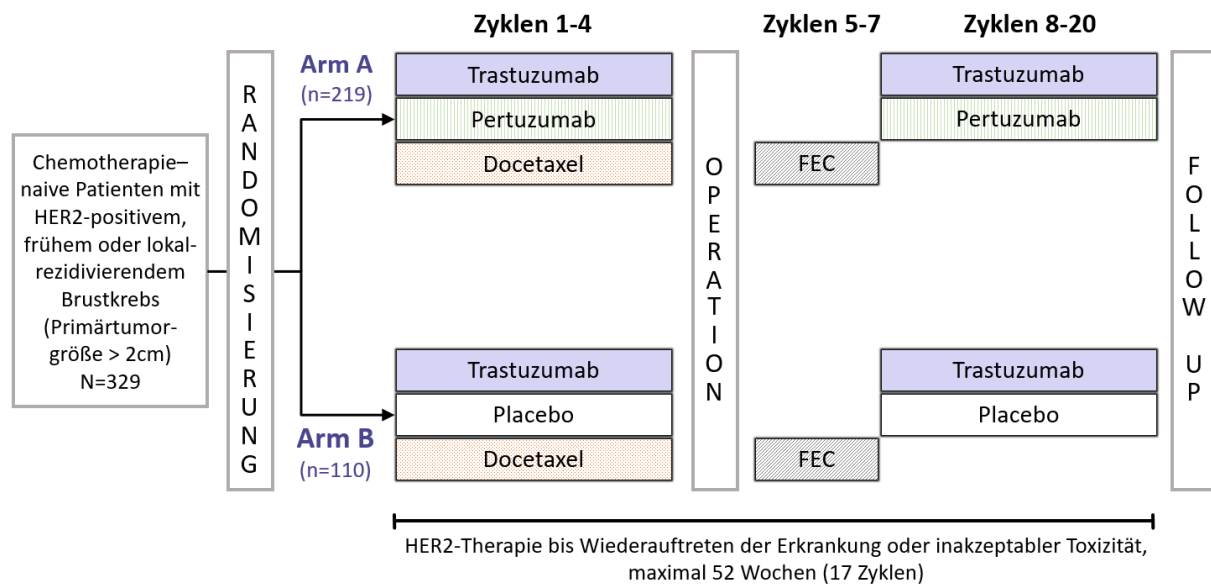 Zyklen 1-4
Zyklen 5-7
Zyklen 8-20
Chemotherapie–
naive Patienten mit
HER2-positivem,
frühem oder lokal-
rezidivierendem
Brustkrebs
(Primärtumor-
größe > 2cm)
N=329
RANDOMISIERUNG
Arm A
(n=219)
Trastuzumab
Pertuzumab
Docetaxel
Arm B
(n=110)
Trastuzumab
Placebo
Docetaxel
OPERATION
FEC
FEC
Trastuzumab
Pertuzumab
Trastuzumab
Placebo
FOLLOW UP
HER2-Therapie bis Wiederauftreten der Erkrankung oder inakzeptabler Toxizität,
maximal 52 Wochen (17 Zyklen)